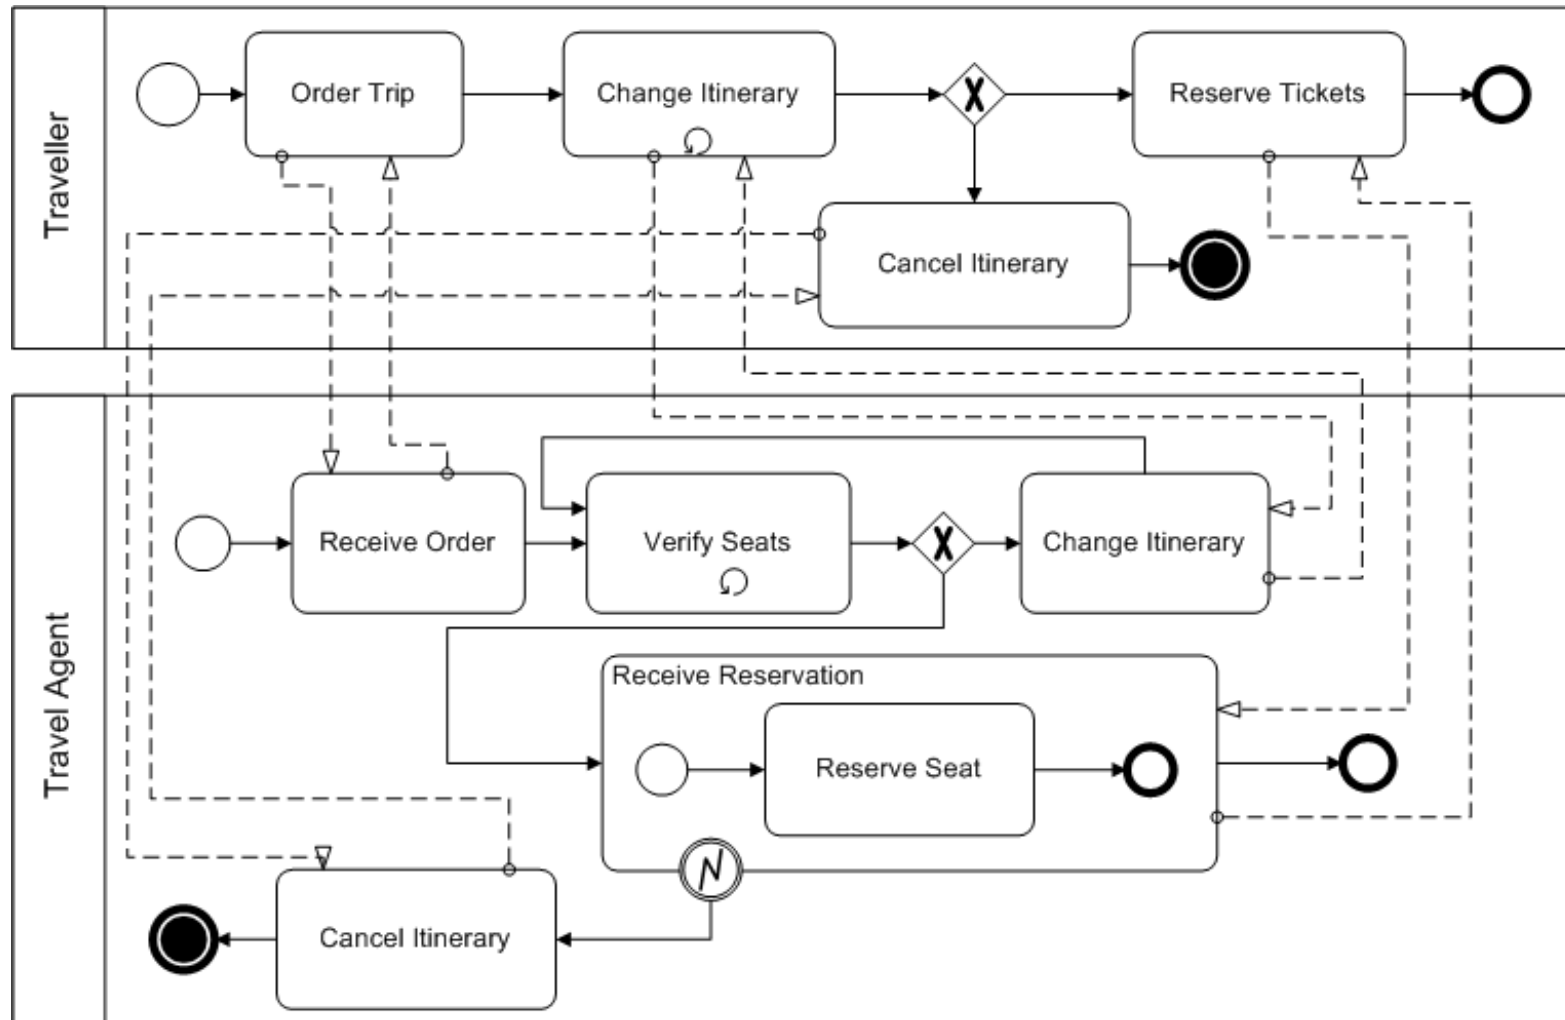 Traveller
Order Trip
Change Itinerary
Reserve Tickets
Cancel Itinerary
Travel Agent
Receive Order
Verify Seats
Change Itinerary
Receive Reservation
Reserve Seat
Cancel Itinerary